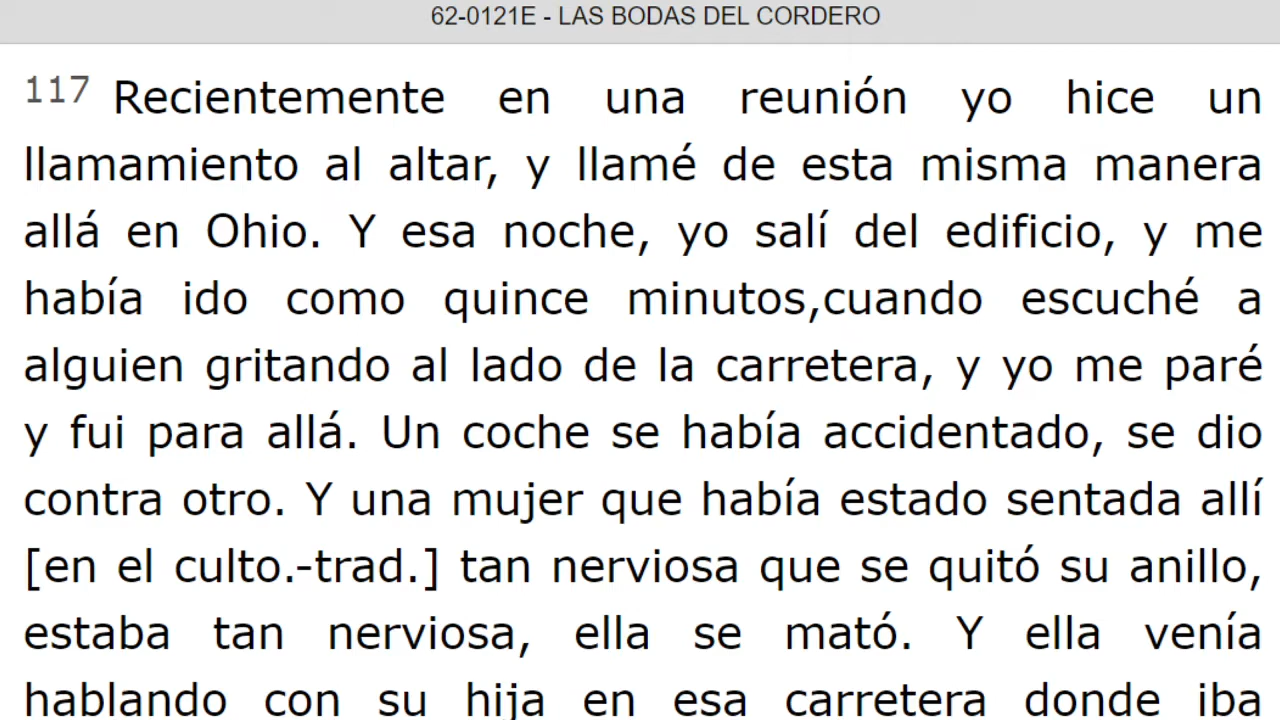 62-0121E - LAS BODAS DEL CORDERO
117 Recientemente en una reunión yo hice un
llamamiento al altar, y llamé de esta misma manera
allá en Ohio. Y esa noche, yo salí del edificio, y me
había ido como quince minutos,cuando escuché a
alguien gritando al lado de la carretera, y yo me paré
y fui para allá. Un coche se había accidentado, se dio
contra otro. Y una mujer que había estado sentada allí
[en el culto.-trad.] tan nerviosa que se quitó su anillo,
estaba tan nerviosa, ella se mató. Y ella venía
hablando con su hija en esa carretera donde iba